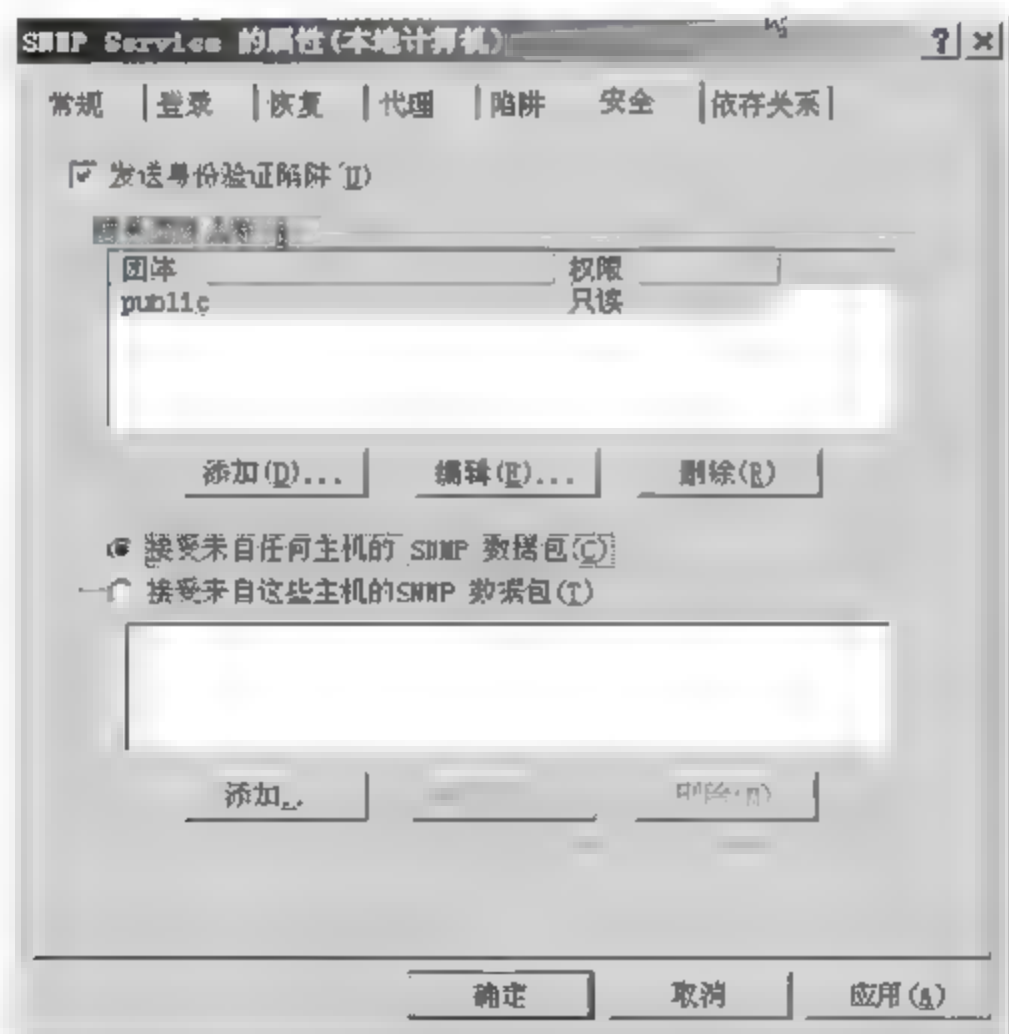 SNMP Service 的属性(本地计算机)
常规 登录 恢复 代理 陷阱 安全 依存关系
发送身份验证陷阱(U)
团体 权限
public 只读
添加(D)... 编辑(E)... 删除(R)
接受来自任何主机的 SNMP 数据包(C)
接受来自这些主机的SNMP 数据包(T)
添加...
确定 取消 应用(A)